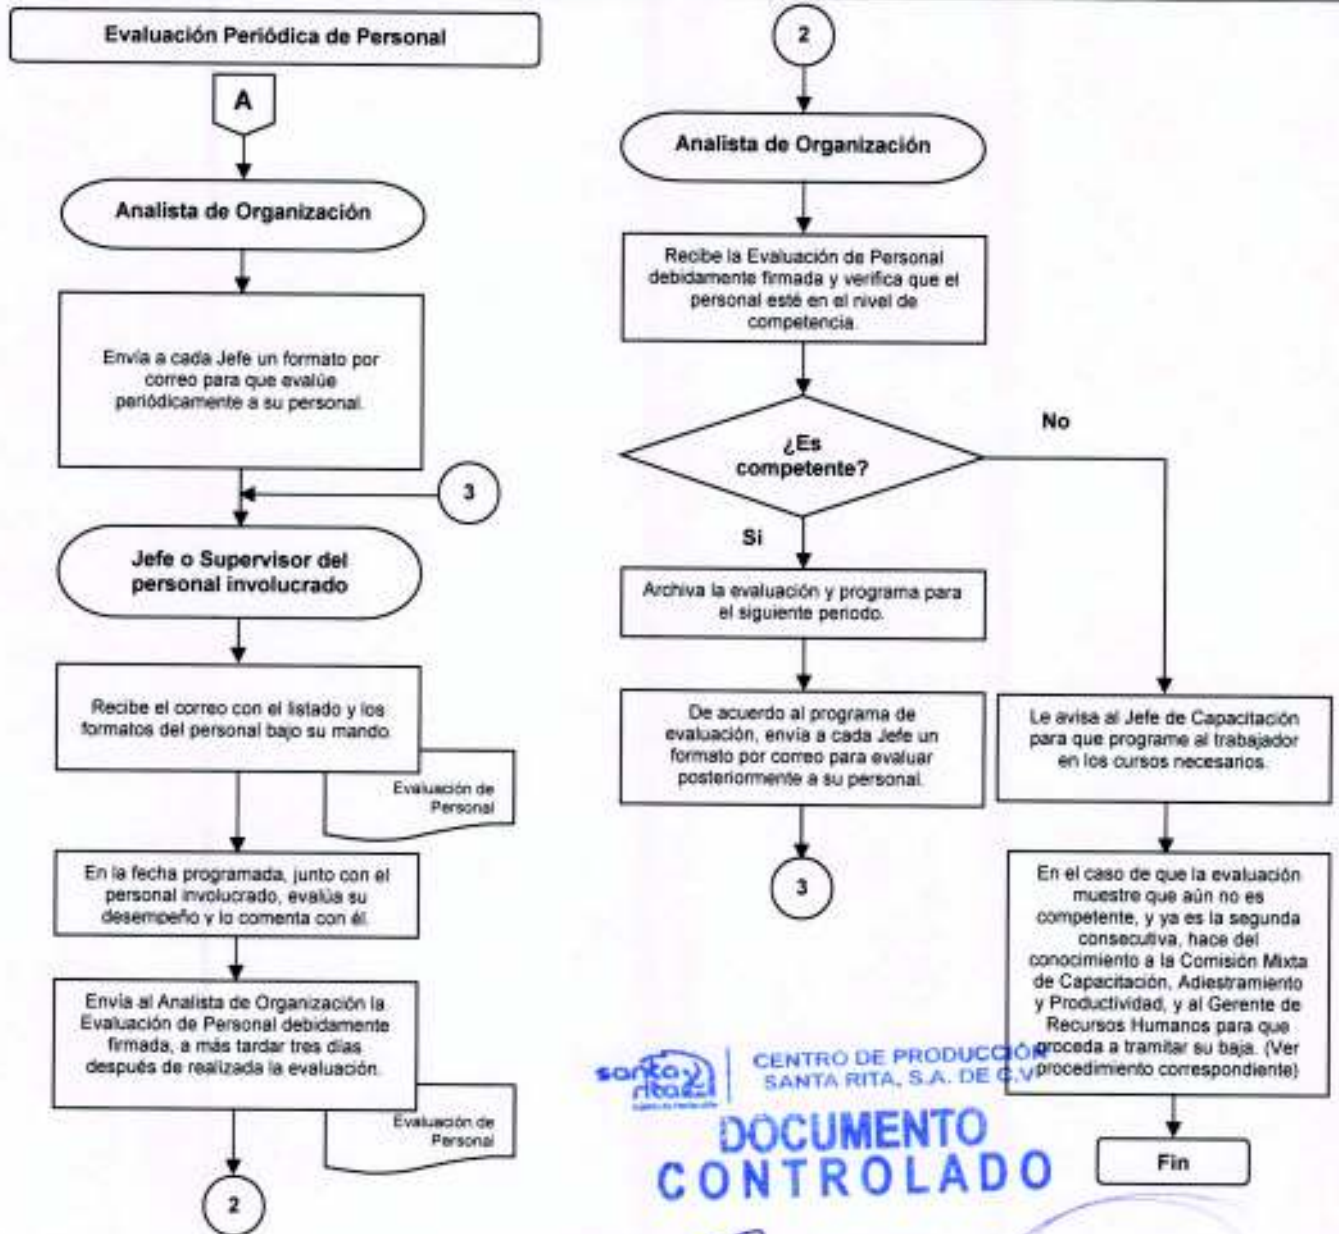 Evaluación Periódica de Personal
A
Analista de Organización
Envía a cada Jefe un formato por
correo para que evalúe
periódicamente a su personal.
3
Jefe o Supervisor del
personal involucrado
Recibe el correo con el listado y los
formatos del personal bajo su mando.
Evaluación de
Personal
En la fecha programada, junto con el
personal involucrado, evalúa su
desempeño y lo comenta con él.
Envía al Analista de Organización la
Evaluación de Personal debidamente
firmada, a más tardar tres días
después de realizada la evaluación.
Evaluación de
Personal
2
2
Analista de Organización
Recibe la Evaluación de Personal
debidamente firmada y verifica que el
personal esté en el nivel de
competencia.
¿Es
competente?
No
Si
Archiva la evaluación y programa para
el siguiente periodo.
De acuerdo al programa de
evaluación, envía a cada Jefe un
formato por correo para evaluar
posteriormente a su personal.
3
Le avisa al Jefe de Capacitación
para que programe al trabajador
en los cursos necesarios.
En el caso de que la evaluación
muestre que aún no es
competente, y ya es la segunda
consecutiva, hace del
conocimiento a la Comisión Mixta
de Capacitación, Adiestramiento
y Productividad, y al Gerente de
Recursos Humanos para que
proceda a tramitar su baja. (Ver
procedimiento correspondiente)
Fin
santa
rita
CENTRO DE PRODUCCIÓN
SANTA RITA, S.A. DE C.V
DOCUMENTO
CONTROLADO